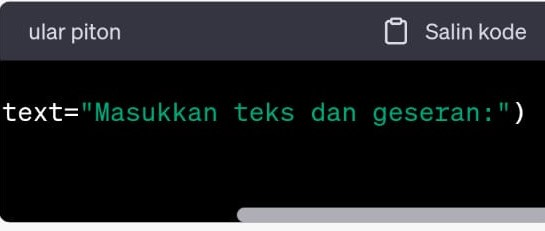 ular piton Salin kode
text="Masukkan teks dan geseran:")